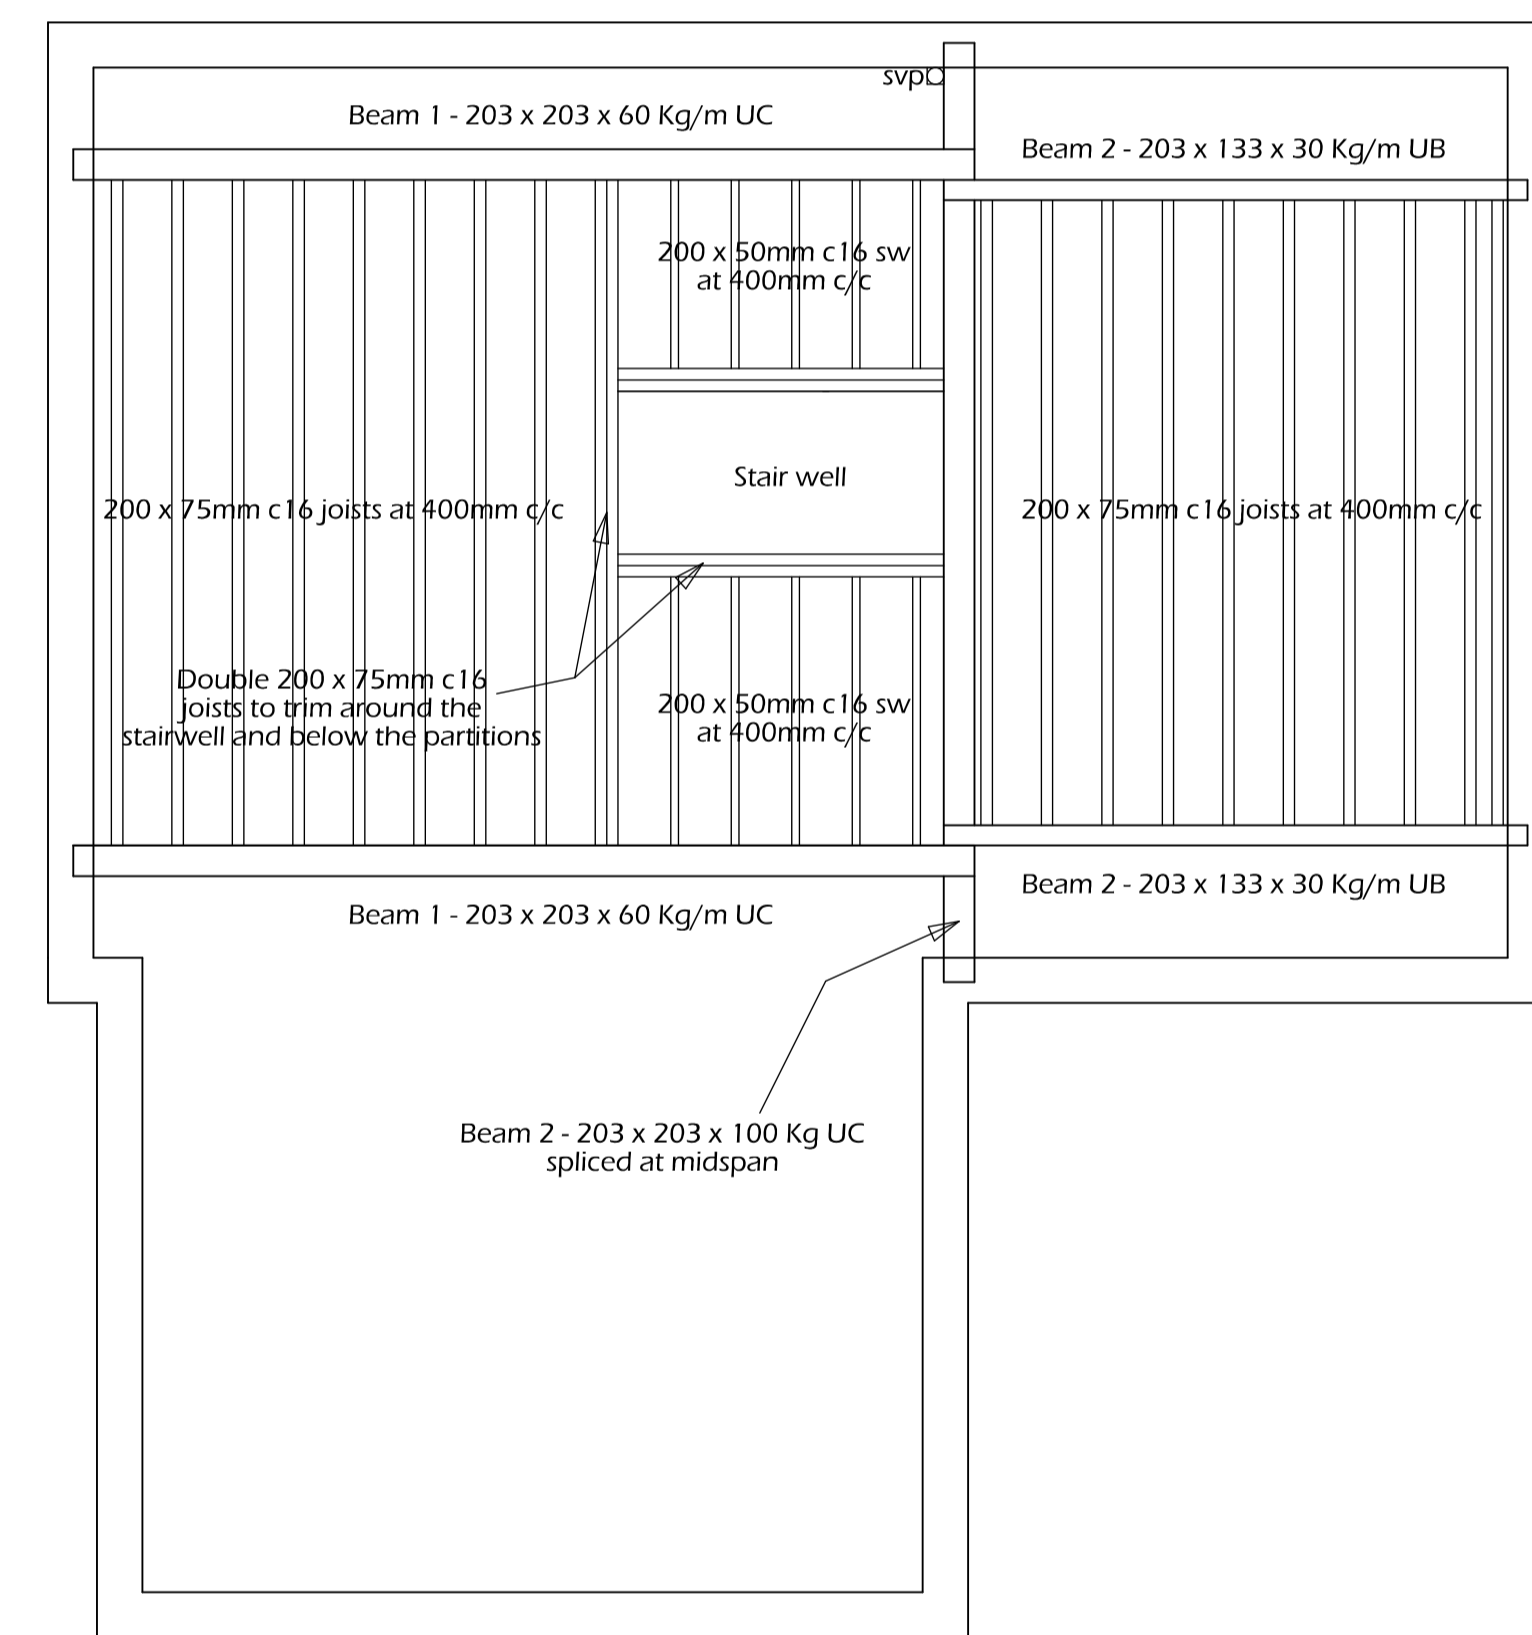 svp
Beam 1 - 203 x 203 x 60 Kg/m UC
Beam 2 - 203 x 133 x 30 Kg/m UB
200 x 50mm c16 sw
at 400mm c/c
Stair well
200 x 75mm c16 joists at 400mm c/c
200 x 75mm c16 joists at 400mm c/c
Double 200 x 75mm c16
joists to trim around the
stairwell and below the partitions
200 x 50mm c16 sw
at 400mm c/c
Beam 2 - 203 x 133 x 30 Kg/m UB
Beam 1 - 203 x 203 x 60 Kg/m UC
Beam 2 - 203 x 203 x 100 Kg UC
spliced at midspan